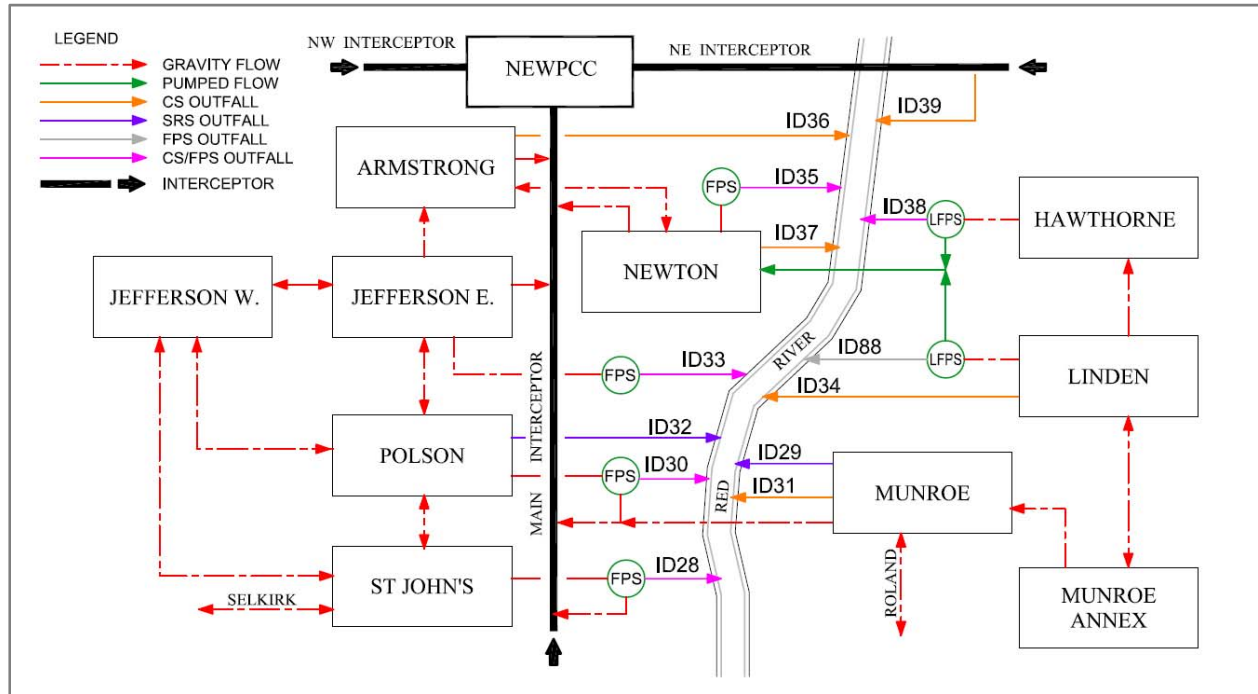 LEGEND
GRAVITY FLOW
PUMPED FLOW
CS OUTFALL
SRS OUTFALL
FPS OUTFALL
CS/FPS OUTFALL
INTERCEPTOR
NW INTERCEPTOR
NEWPCC
NE INTERCEPTOR
ID36
ID39
ARMSTRONG
FPS
ID35
ID38
LFPS
HAWTHORNE
ID37
NEWTON
JEFFERSON W.
JEFFERSON E.
ID33
FPS
RIVER
ID88
LFPS
LINDEN
ID34
MAIN INTERCEPTOR
POLSON
ID32
FPS
ID30
RED
ID29
ID31
MUNROE
ST JOHN'S
FPS
ID28
SELKIRK
ROLAND
MUNROE
ANNEX